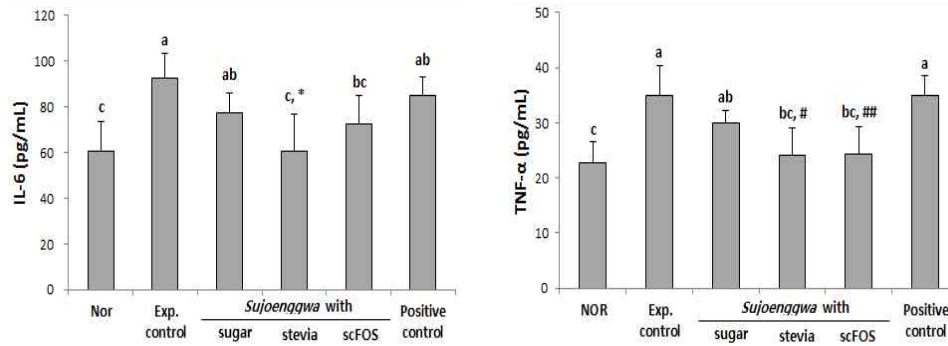 120
100
80
60
40
20
0
IL-6 (pg/mL)
c
a
ab
c, *
bc
ab
Nor
Exp. control
Sujoenggwa with
sugar
stevia
scFOS
Positive control
50
40
30
20
10
0
TNF-α (pg/mL)
c
a
ab
bc, #
bc, ##
a
NOR
Exp. control
Sujoenggwa with
sugar
stevia
scFOS
Positive control